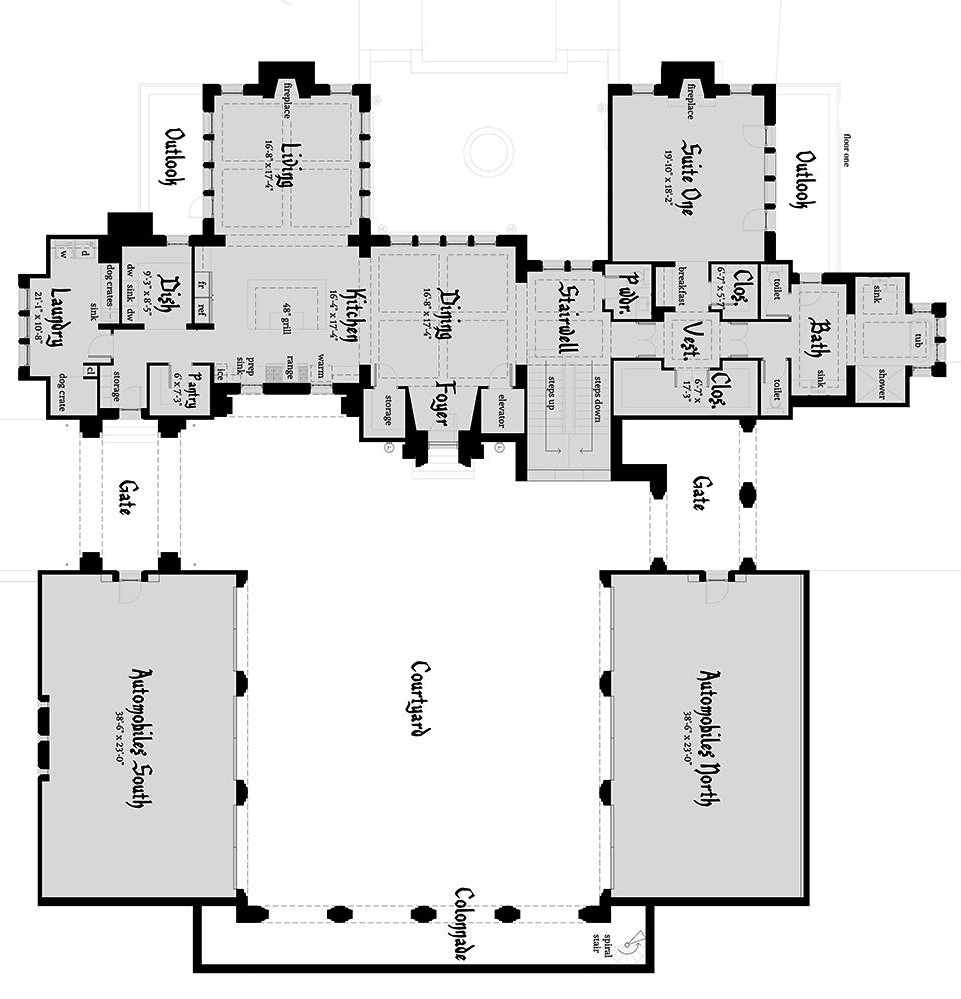 floor one
fireplace
Living
16'-8" x 17'-4"
Outlook
fireplace
Suite One
19'-10" x 18'-2"
Outlook
w
d
dog crates
sink
Laundry
21'-1" x 10'-8"
dog crate
cl
storage
dw
sink
dw
Dish
9'-3" x 8'-5"
fr
ref
Pantry
6' x 7'-3"
Kitchen
16'-4" x 17'-4"
48" grill
ice
prep
sink
range
warm
Dining
16'-8" x 17'-4"
storage
Foyer
elevator
Stairwell
steps up
steps down
Pwdr.
breakfast
Clos.
6'-7" x 5'-7"
toilet
Vest.
Clos.
6'-7" x
17'-3"
toilet
Bath
sink
sink
tub
shower
Gate
Gate
Automobiles South
38'-6" x 23'-0"
Courtyard
Automobiles North
38'-6" x 23'-0"
Colonnade
spiral
stair